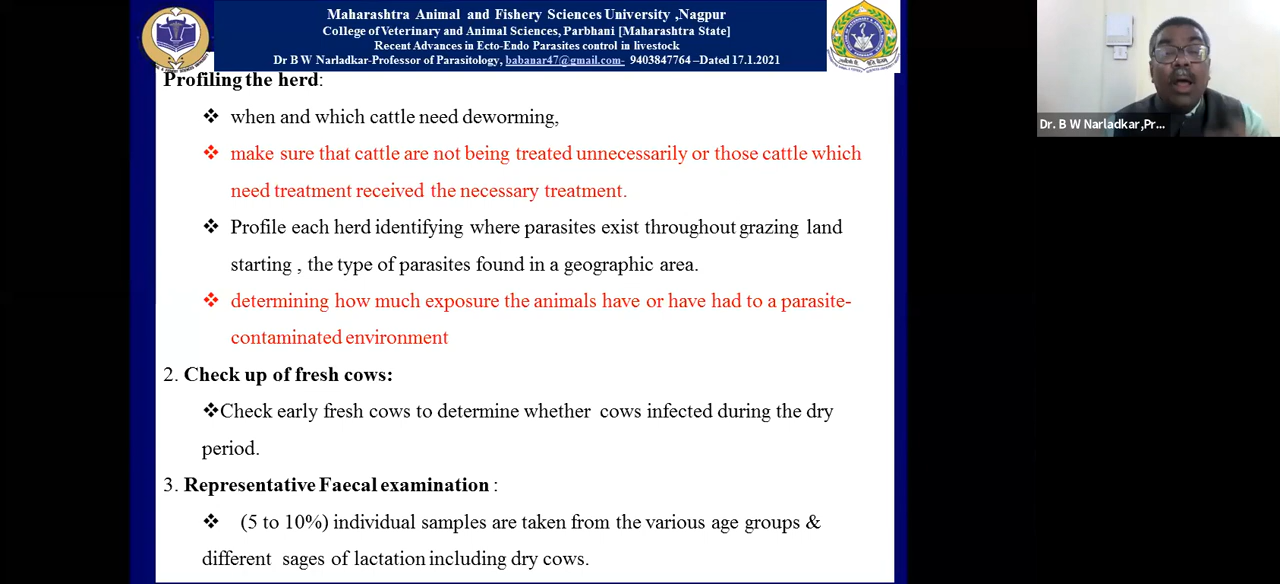 Maharashtra Animal and Fishery Sciences University ,Nagpur
College of Veterinary and Animal Sciences, Parbhani [Maharashtra State]
Recent Advances in Ecto-Endo Parasites control in livestock
Dr B W Narladkar-Professor of Parasitology, babanar47@gmail.com- 9403847764 –Dated 17.1.2021
Dr. B W Narladkar,Pr...
Profiling the herd:
❖ when and which cattle need deworming,
❖ make sure that cattle are not being treated unnecessarily or those cattle which
need treatment received the necessary treatment.
❖ Profile each herd identifying where parasites exist throughout grazing land
starting , the type of parasites found in a geographic area.
❖ determining how much exposure the animals have or have had to a parasite-
contaminated environment
2. Check up of fresh cows:
❖Check early fresh cows to determine whether cows infected during the dry
period.
3. Representative Faecal examination :
❖ (5 to 10%) individual samples are taken from the various age groups &
different sages of lactation including dry cows.